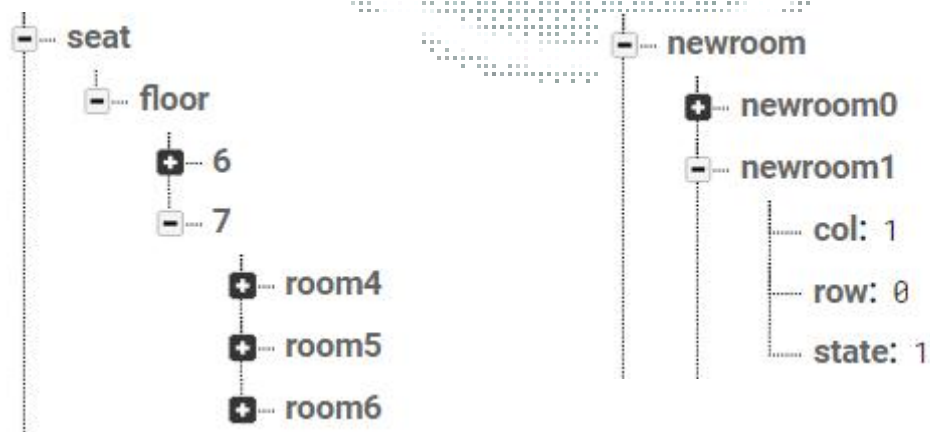 seat
floor
6
7
room4
room5
room6
newroom
newroom0
newroom1
col: 1
row: 0
state: 1